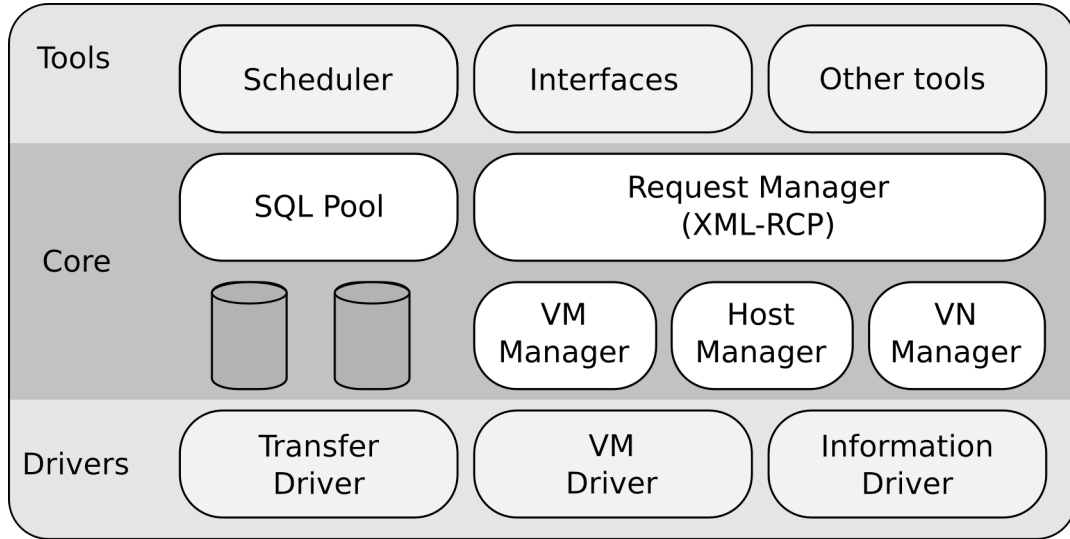 Tools
Scheduler
Interfaces
Other tools
Core
SQL Pool
Request Manager
(XML-RCP)
VM
Manager
Host
Manager
VN
Manager
Drivers
Transfer
Driver
VM
Driver
Information
Driver